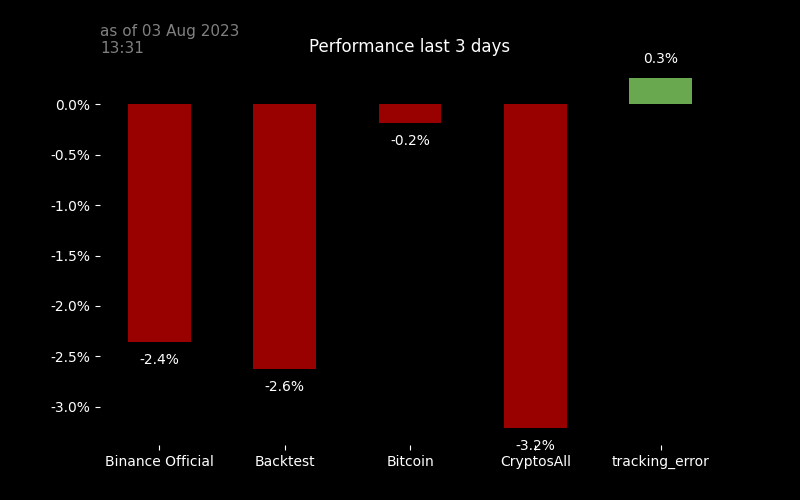 as of 03 Aug 2023
13:31
Performance last 3 days
0.3%
0.0%
-0.5%
-0.2%
-1.0%
-1.5%
-2.0%
-2.5%
-2.4%
-2.6%
-3.0%
-3.2%
Binance Official
Backtest
Bitcoin
CryptosAll
tracking_error